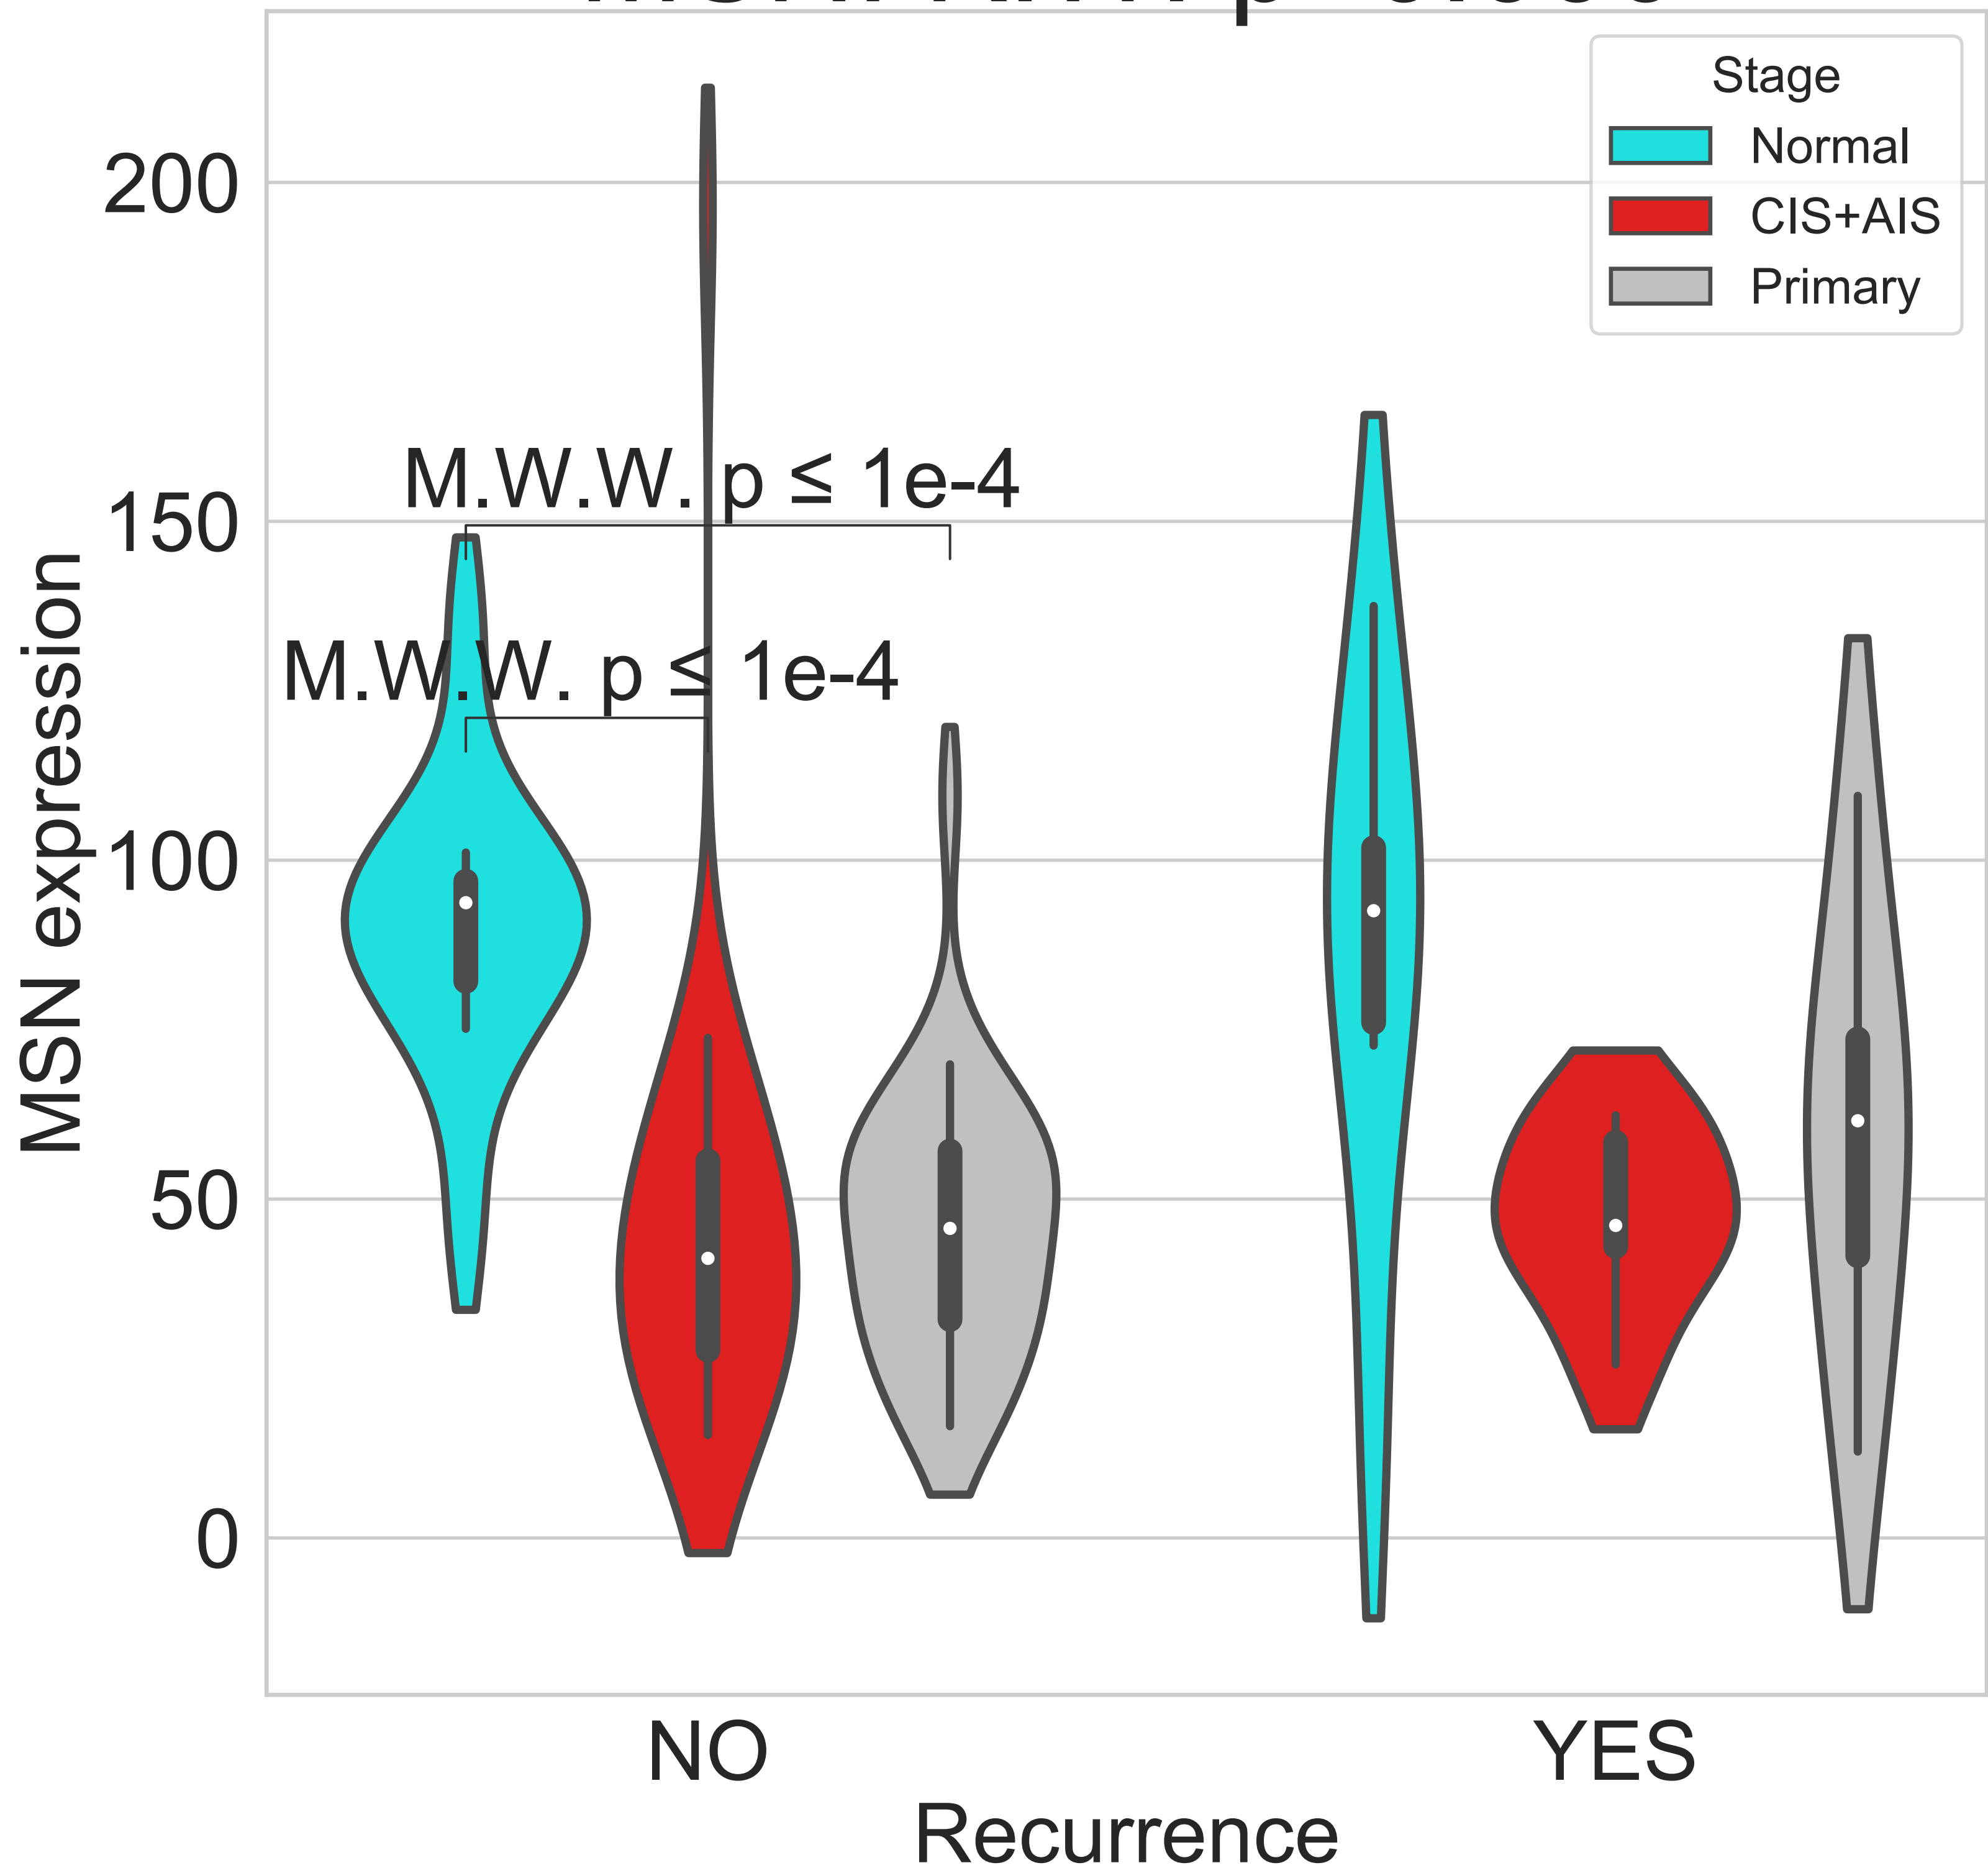 Stage
Normal
CIS+AIS
Primary
200
150
100
50
0
MSN expression
M.W.W. p ≤ 1e-4
M.W.W. p ≤ 1e-4
NO
YES
Recurrence